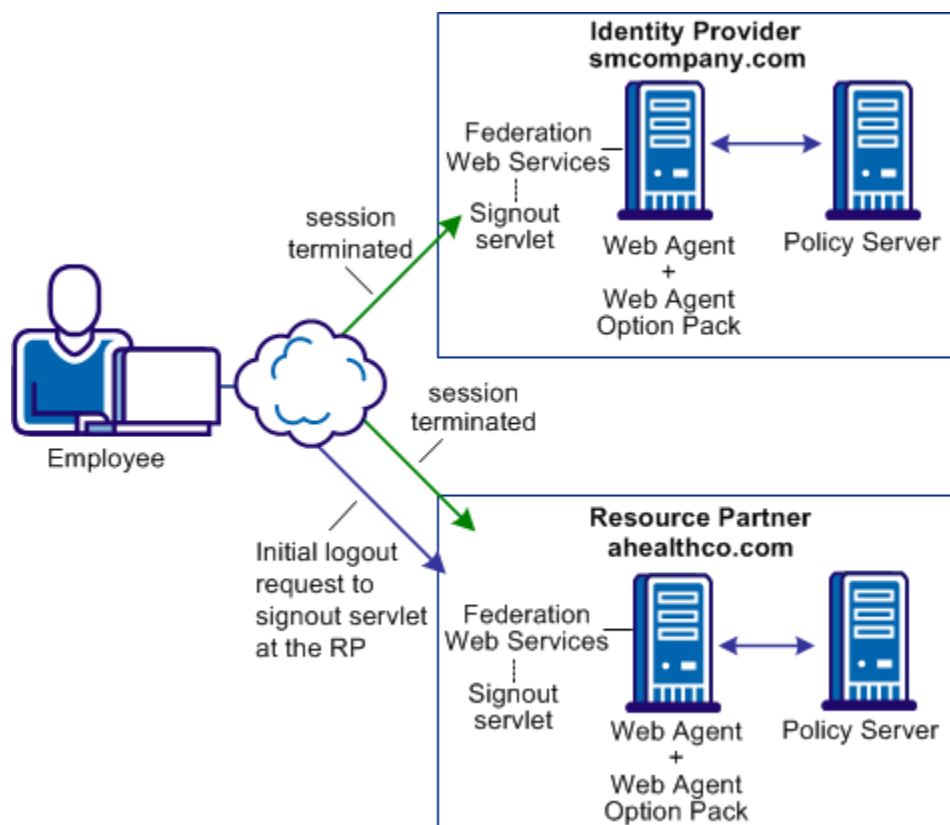 Identity Provider
smcompany.com
Federation
Web Services
Signout
servlet
Web Agent
+
Web Agent
Option Pack
Policy Server
session
terminated
Employee
session
terminated
Initial logout
request to
signout servlet
at the RP
Resource Partner
ahealthco.com
Federation
Web Services
Signout
servlet
Web Agent
+
Web Agent
Option Pack
Policy Server